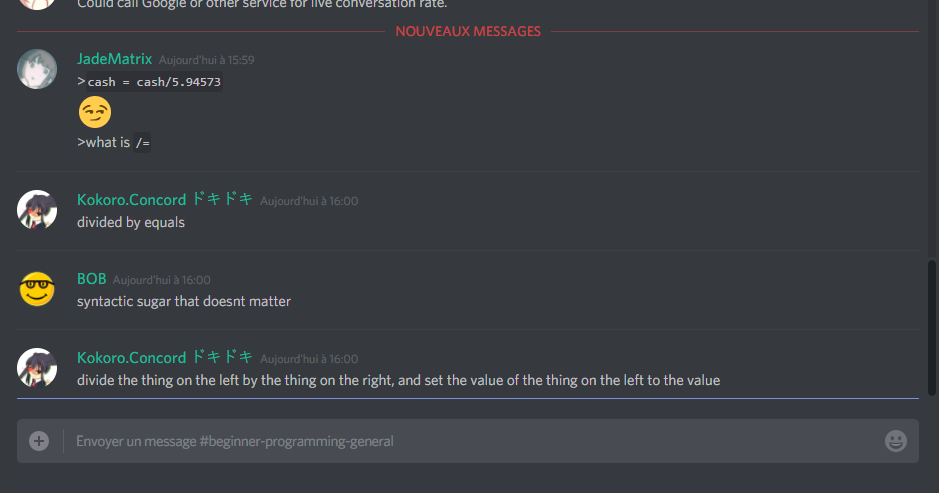 Could call Google or other service for live conversation rate.
NOUVEAUX MESSAGES
JadeMatrix Aujourd'hui à 15:59
>cash = cash/5.94573
>what is /=
Kokoro.Concord ドキドキ Aujourd'hui à 16:00
divided by equals
BOB Aujourd'hui à 16:00
syntactic sugar that doesnt matter
Kokoro.Concord ドキドキ Aujourd'hui à 16:00
divide the thing on the left by the thing on the right, and set the value of the thing on the left to the value
Envoyer un message #beginner-programming-general